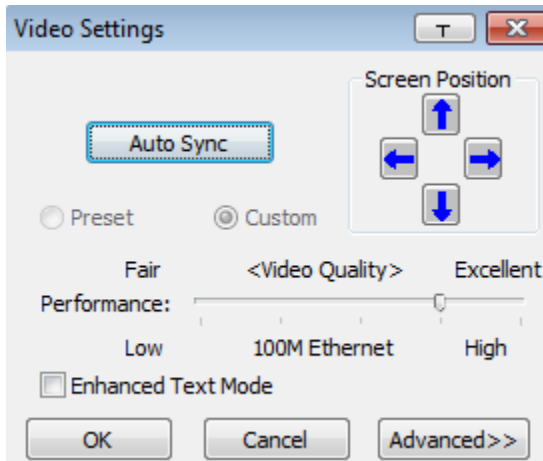 Video Settings
T
Screen Position
Auto Sync
Preset
Custom
Fair <Video Quality> Excellent
Performance:
Low 100M Ethernet High
Enhanced Text Mode
OK Cancel Advanced>>